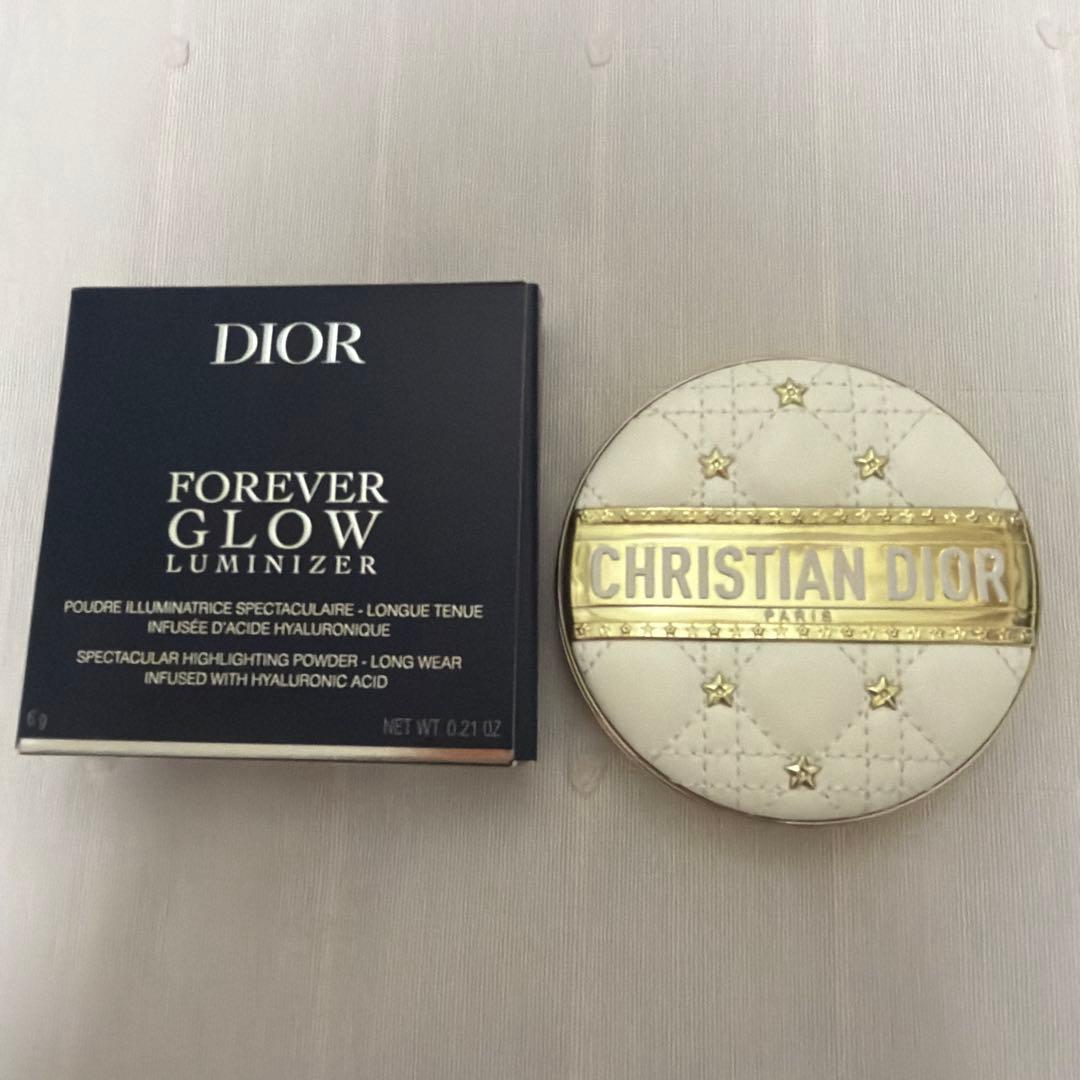 DIOR
FOREVER
GLOW
LUMINIZER
POUDRE ILLUMINATRICE SPECTACULAIRE - LONGUE TENUE
INFUSÉE D'ACIDE HYALURONIQUE
SPECTACULAR HIGHLIGHTING POWDER - LONG WEAR
INFUSED WITH HYALURONIC ACID
6 g NET WT. 0.21 OZ
CHRISTIAN DIOR
PARIS